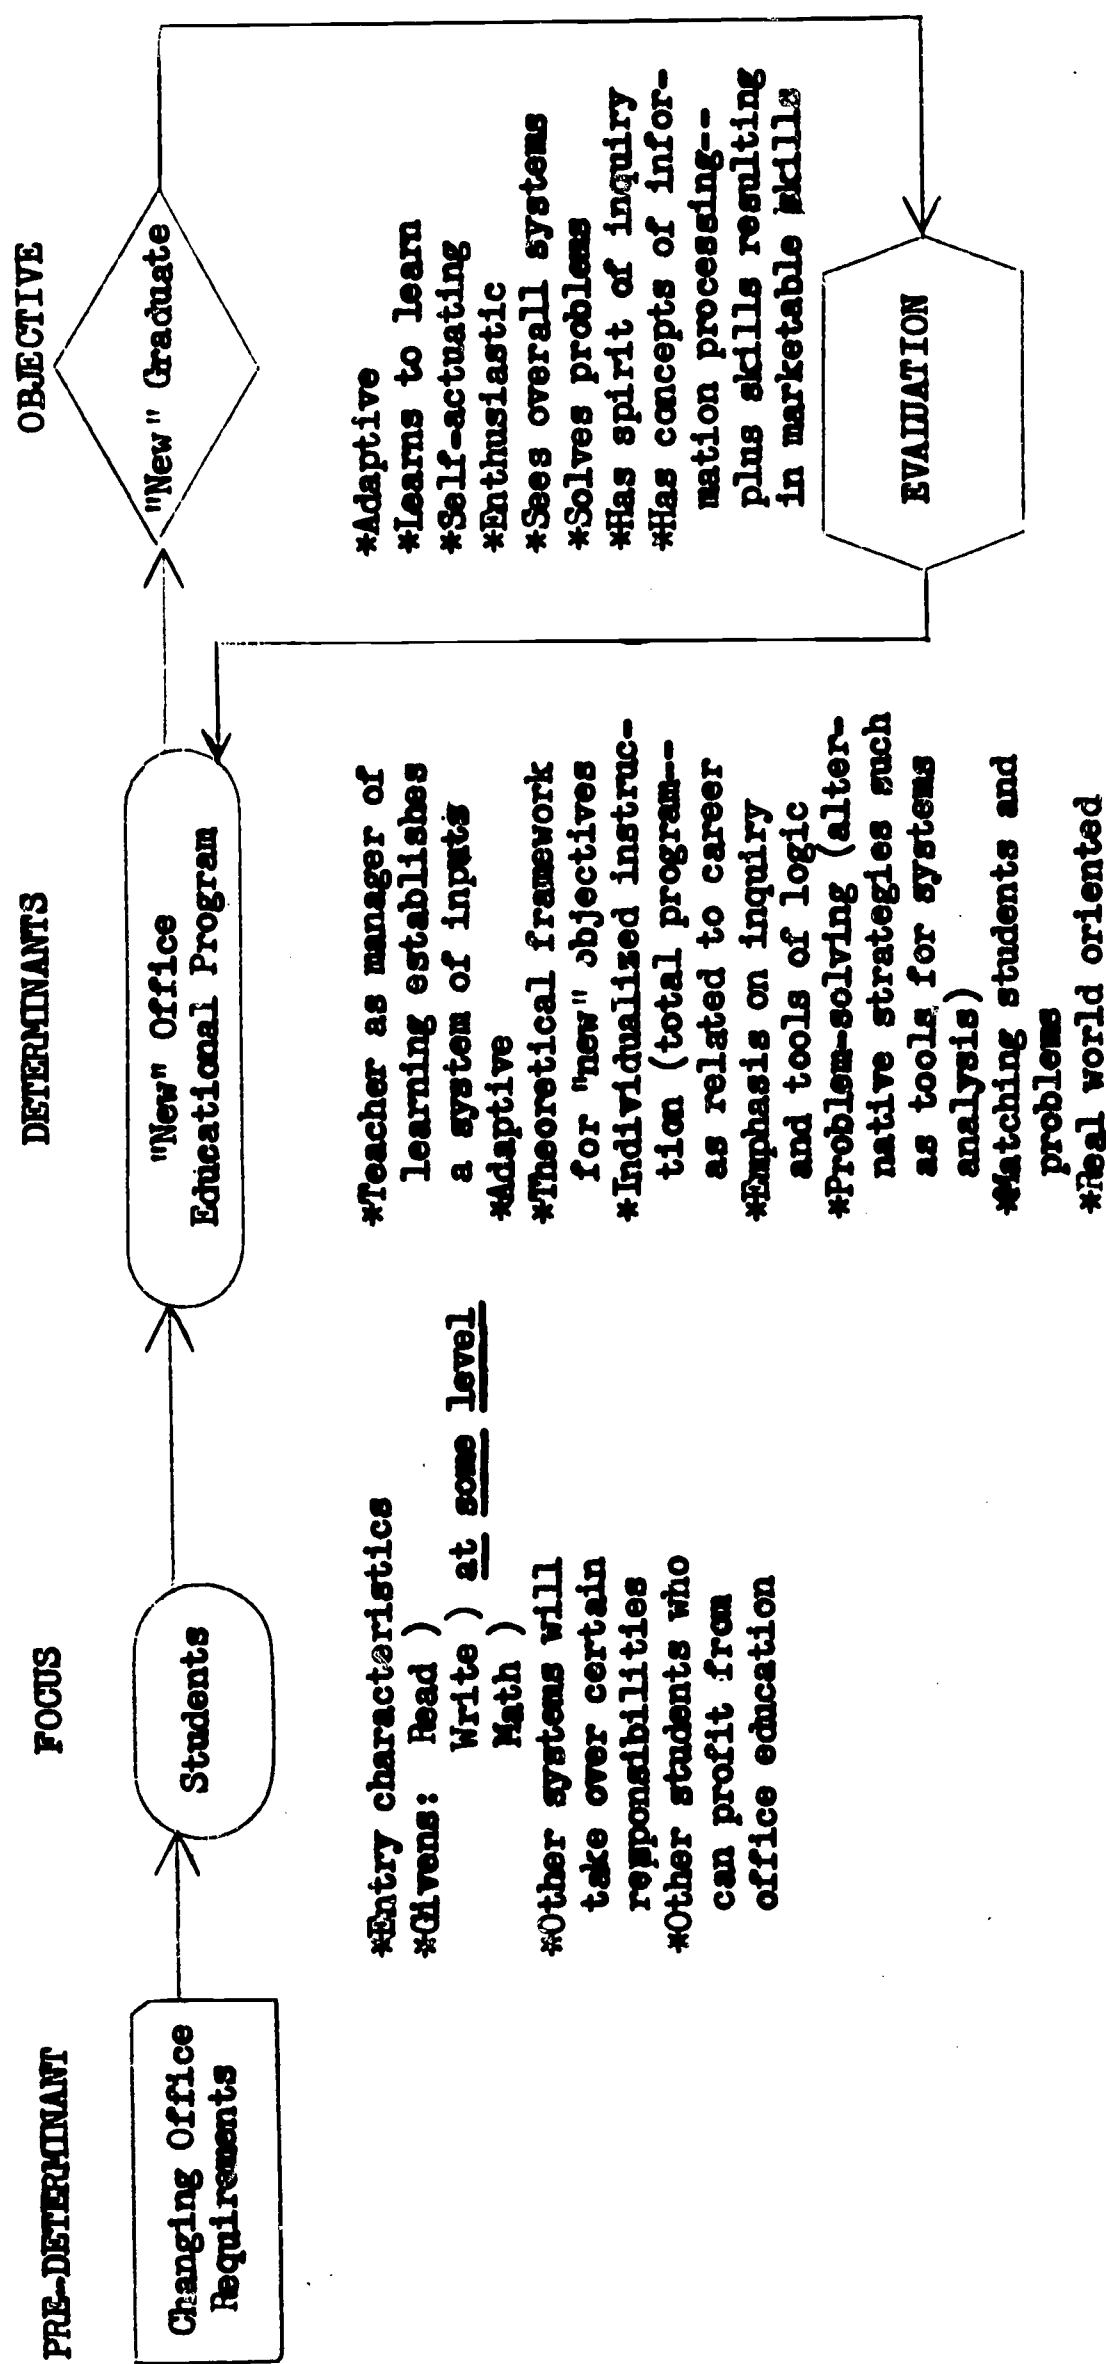 PRE-DETERMINANT
Changing Office
Requirements
FOCUS
Students
*Entry characteristics
*Givens: Read )
Write ) at some level
Math )
*Other systems will
take over certain
responsibilities
*Other students who
can profit from
office education
DETERMINANTS
"New" Office
Educational Program
*Teacher as manager of
learning establishes
a system of inputs
*Adaptive
*Theoretical framework
for "new" objectives
*Individualized instruc-
tion (total program--
as related to career
*Emphasis on inquiry
and tools of logic
*Problem-solving (alter-
native strategies such
as tools for systems
analysis)
*Matching students and
problems
*Real world oriented
OBJECTIVE
"New" Graduate
*Adaptive
*Learns to learn
*Self-actuating
*Enthusiastic
*Sees overall systems
*Solves problems
*Has spirit of inquiry
*Has concepts of infor-
mation processing--
plus skills resulting
in marketable skills
EVALUATION